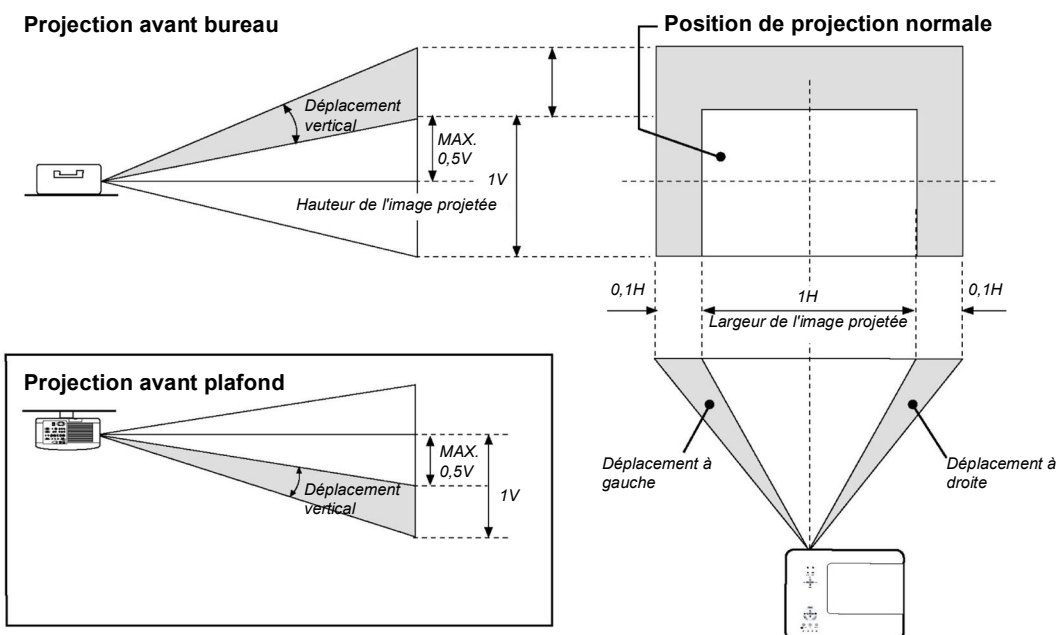 Projection avant bureau
Position de projection normale
Déplacement
vertical
MAX.
0,5V
1V
Hauteur de l'image projetée
0,1H
1H
0,1H
Largeur de l'image projetée
Projection avant plafond
MAX.
0,5V
Déplacement
vertical
1V
Déplacement à
gauche
Déplacement à
droite